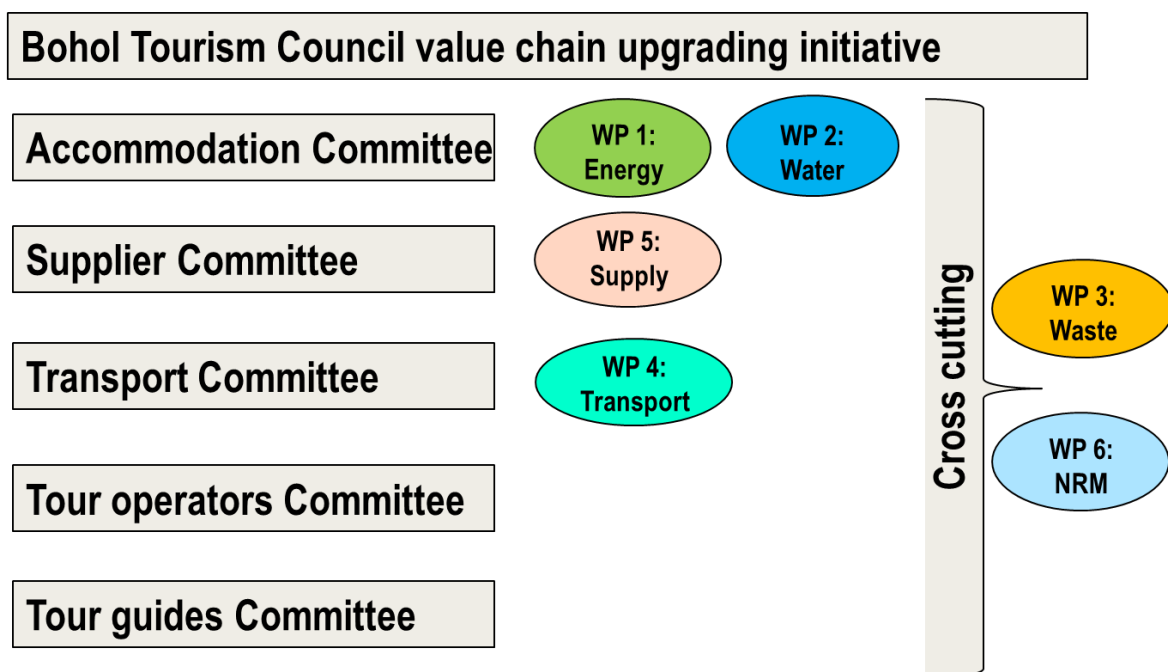 Bohol Tourism Council value chain upgrading initiative
Accommodation Committee
WP 1:
Energy
WP 2:
Water
Supplier Committee
WP 5:
Supply
Transport Committee
WP 4:
Transport
Tour operators Committee
Tour guides Committee
Cross cutting
WP 3:
Waste
WP 6:
NRM